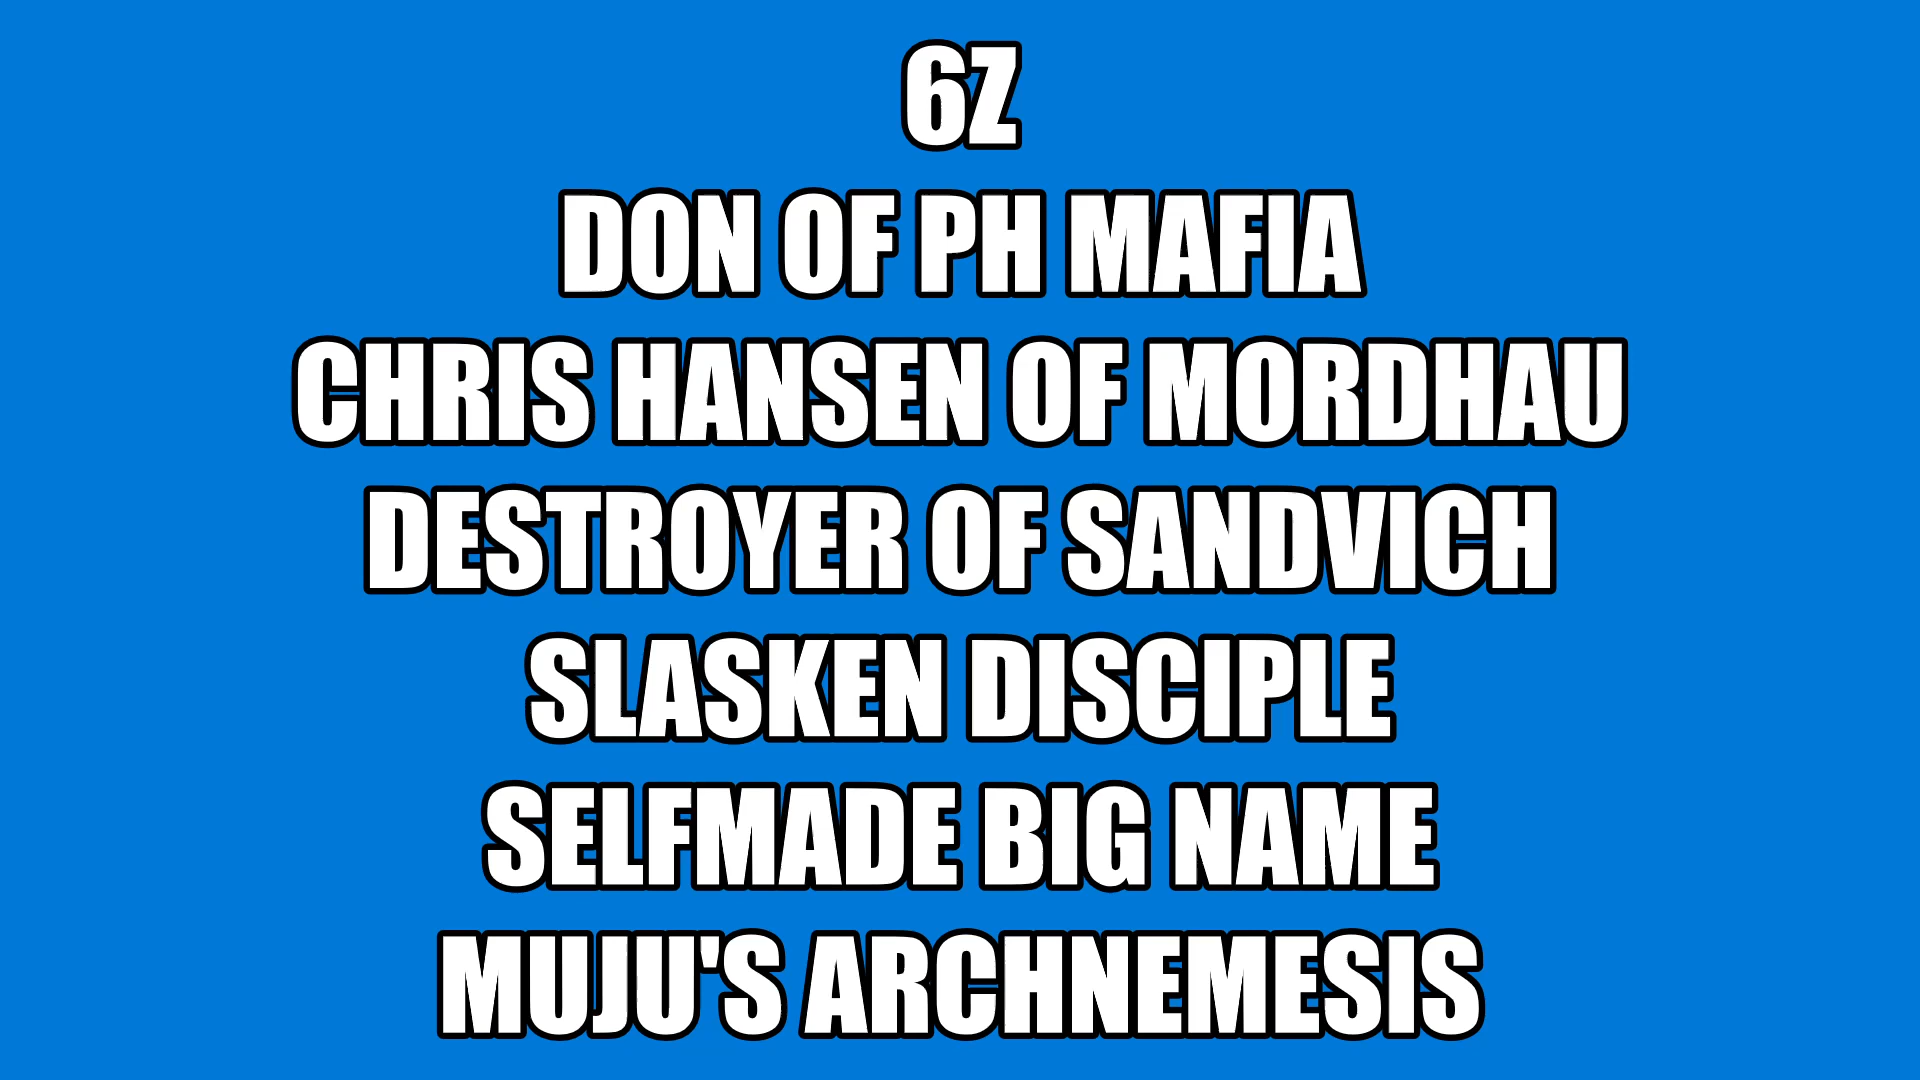 6Z
DON OF PH MAFIA
CHRIS HANSEN OF MORDHAU
DESTROYER OF SANDVICH
SLASKEN DISCIPLE
SELFMADE BIG NAME
MUJU'S ARCHNEMESIS